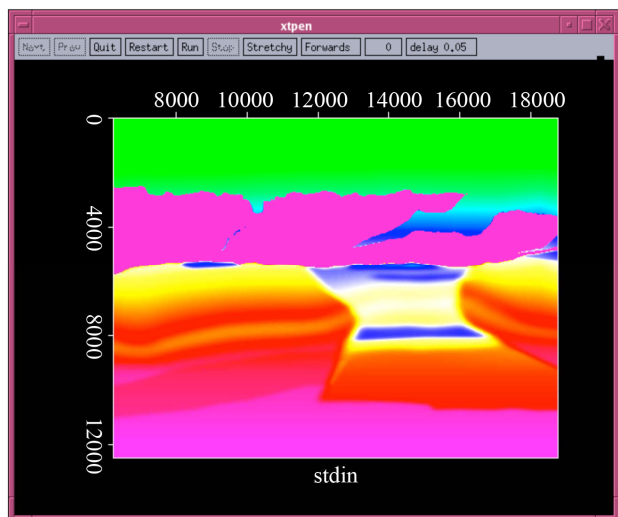 xtpen
Next Prev Quit Restart Run Stop Stretchy Forwards 0 delay 0.05
8000 10000 12000 14000 16000 18000
0
4000
8000
12000
stdin